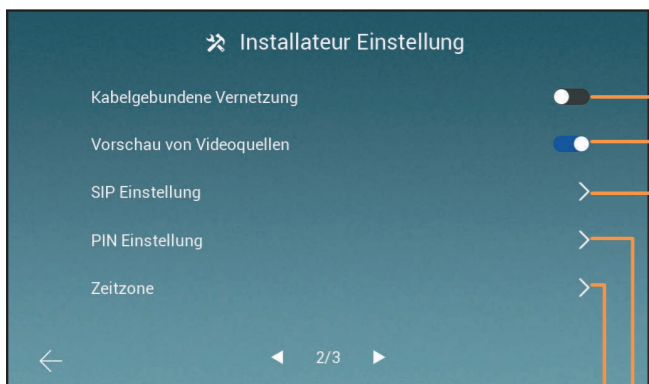 Installateur Einstellung
Kabelgebundene Vernetzung
Vorschau von Videoquellen
SIP Einstellung
PIN Einstellung
Zeitzone
2/3